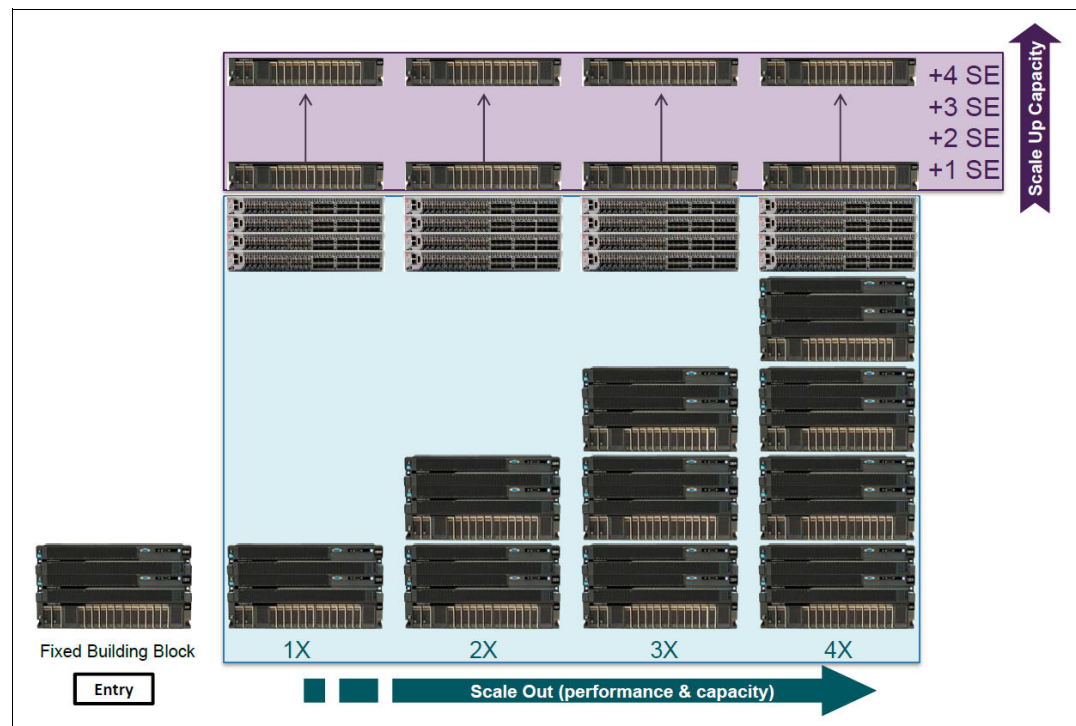 +4 SE
+3 SE
+2 SE
+1 SE
Scale Up Capacity
Fixed Building Block
1X
2X
3X
4X
Entry
Scale Out (performance & capacity)